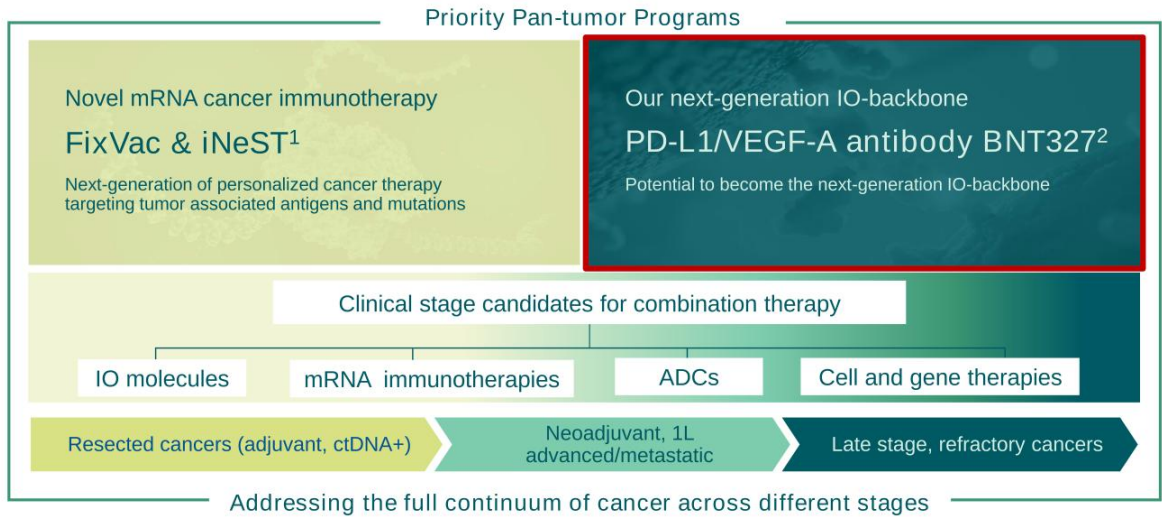 Priority Pan-tumor Programs
Novel mRNA cancer immunotherapy
FixVac & iNeST¹
Next-generation of personalized cancer therapy
targeting tumor associated antigens and mutations
Our next-generation IO-backbone
PD-L1/VEGF-A antibody BNT327²
Potential to become the next-generation IO-backbone
Clinical stage candidates for combination therapy
IO molecules
mRNA immunotherapies
ADCs
Cell and gene therapies
Resected cancers (adjuvant, ctDNA+)
Neoadjuvant, 1L
advanced/metastatic
Late stage, refractory cancers
Addressing the full continuum of cancer across different stages